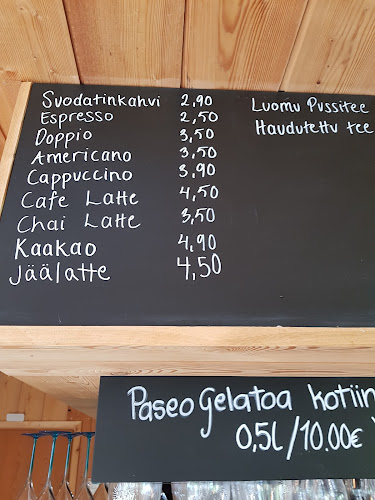 Suodatinkahvi 2,90
Espresso 2,50
Doppio 3,50
Americano 3,50
Cappuccino 3,90
Cafe Latte 4,50
Chai Latte 3,50
Kaakao 4,90
Jäälatte 4,50
Luomu Pussitee
Haudutettu tee
Paseo Gelatoa kotiin
0,5l/10.00€